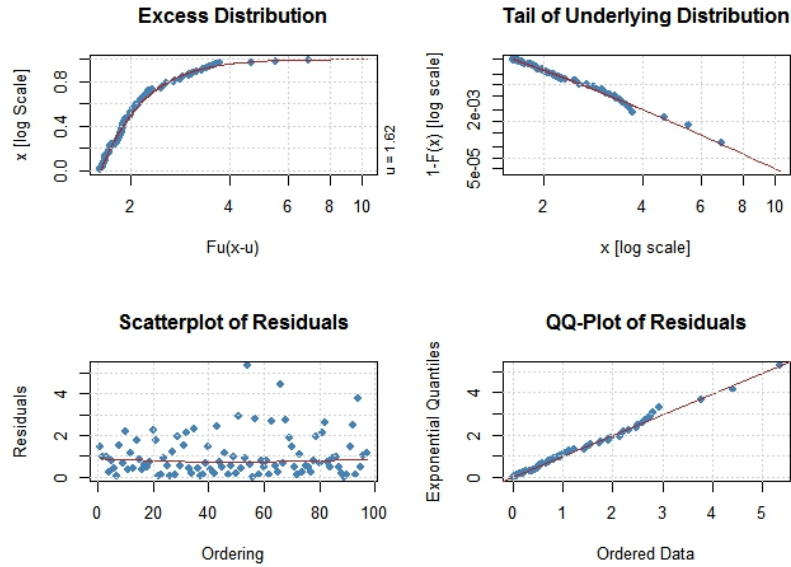 Excess Distribution
x [log Scale]
0.0 0.4 0.8
2 4 6 8 10
Fu(x-u)
u = 1.62
Tail of Underlying Distribution
1-F(x) [log scale]
5e-05 2e-03
2 4 6 8 10
x [log scale]
Scatterplot of Residuals
Residuals
0 2 4
0 20 40 60 80 100
Ordering
QQ-Plot of Residuals
Exponential Quantiles
0 2 4
0 1 2 3 4 5
Ordered Data